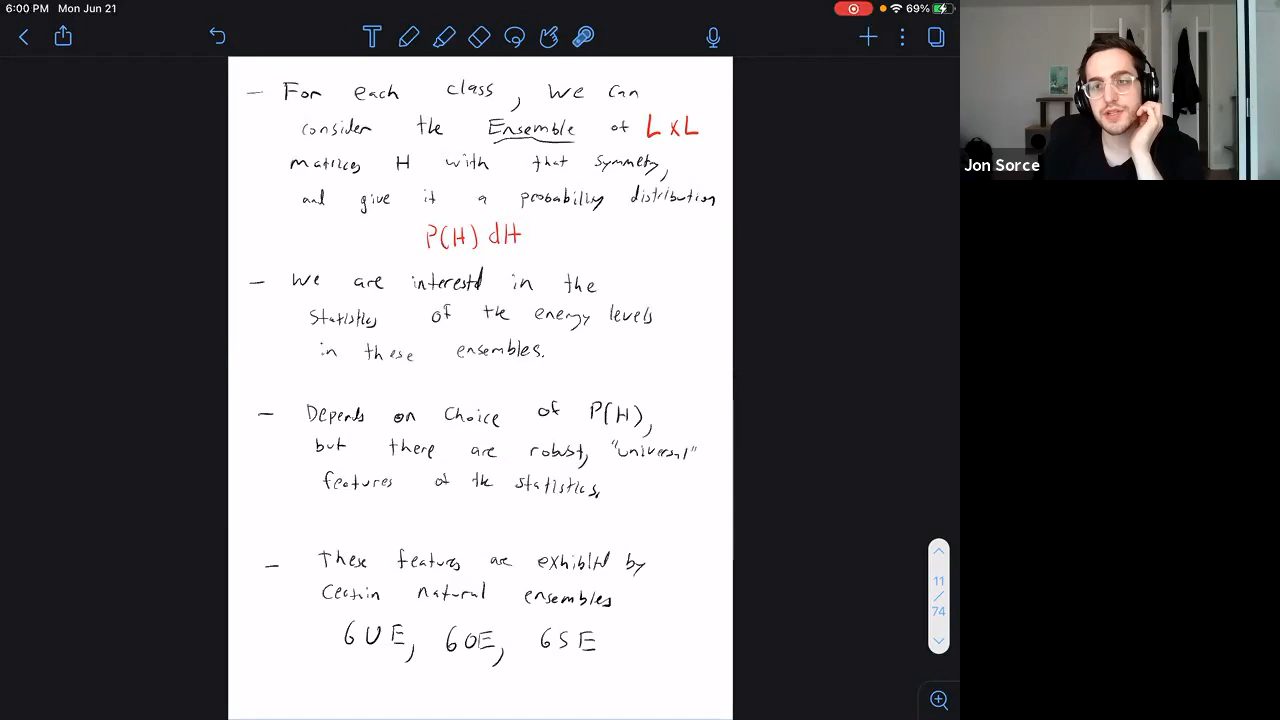 6:00 PM Mon Jun 21
69%
- For each class, we can
consider the Ensemble of L x L
matrices H with that symmetry,
and give it a probability distribution
P(H) dH
- We are interestd in the
statistics of the energy levels
in these ensembles.
- Depends on choice of P(H),
but there are robust, "universal"
features of the statistics.
- These features are exhibited by
certain natural ensembles
GUE, GOE, GSE
11
/
74
Jon Sorce